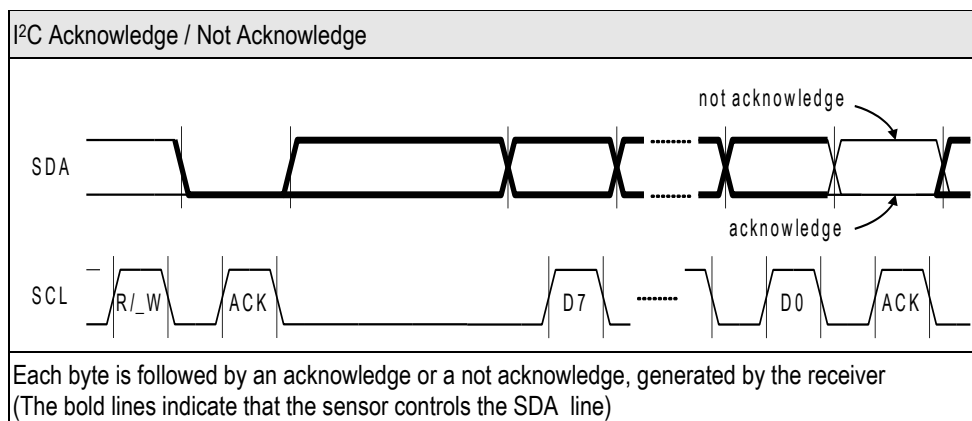 I²C Acknowledge / Not Acknowledge
not acknowledge
SDA
acknowledge
SCL
R/_W
ACK
D7
D0
ACK
Each byte is followed by an acknowledge or a not acknowledge, generated by the receiver
(The bold lines indicate that the sensor controls the SDA line)